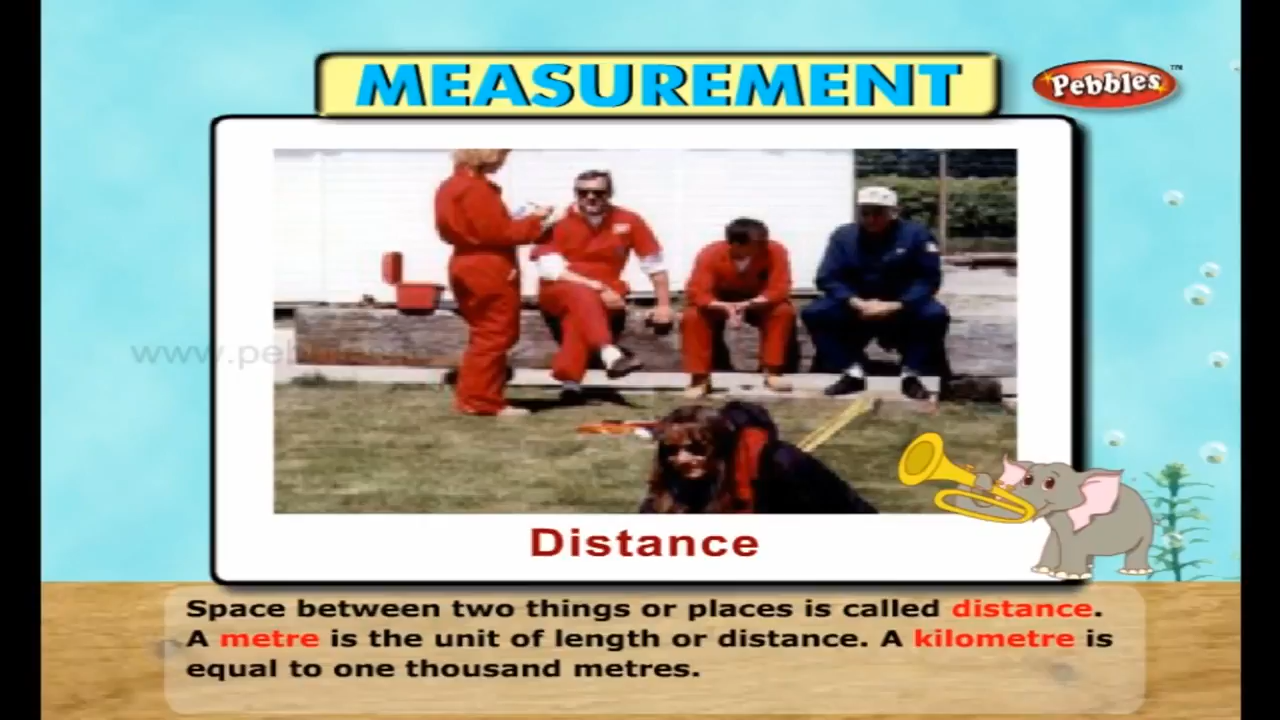 MEASUREMENT
Pebbles™
Distance
Space between two things or places is called distance.
A metre is the unit of length or distance. A kilometre is
equal to one thousand metres.